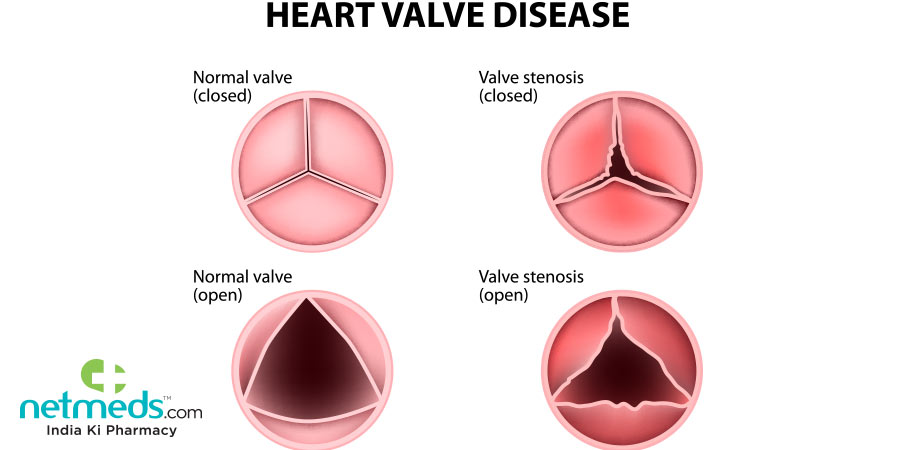 HEART VALVE DISEASE
Normal valve
(closed)
Valve stenosis
(closed)
Normal valve
(open)
Valve stenosis
(open)
netmeds™.com
India Ki Pharmacy